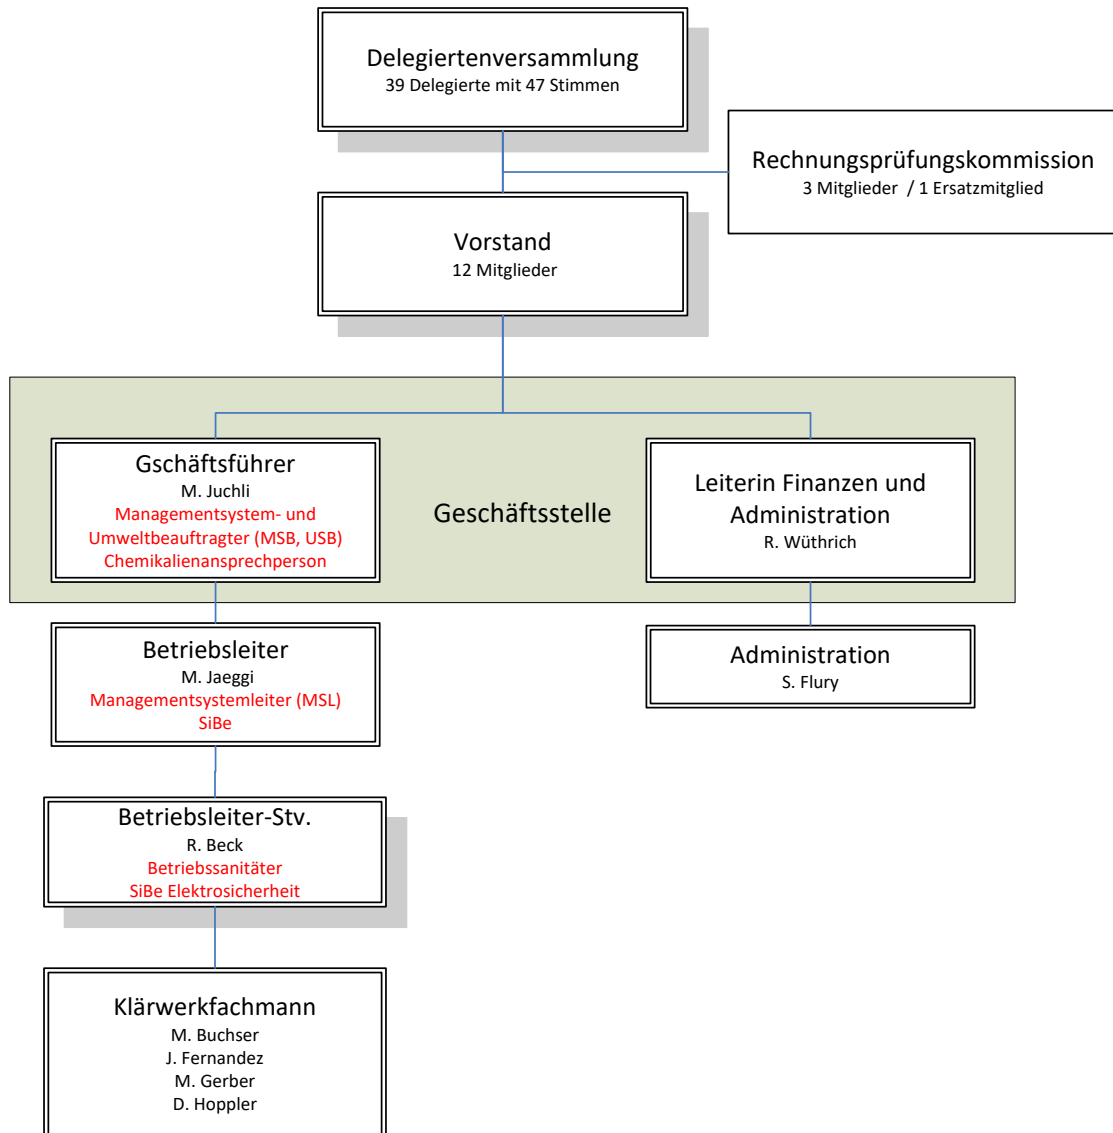 Delegiertenversammlung
39 Delegierte mit 47 Stimmen
Rechnungsprüfungskommission
3 Mitglieder / 1 Ersatzmitglied
Vorstand
12 Mitglieder
Gschäftsführer
M. Juchli
Managementsystem- und
Umweltbeauftragter (MSB, USB)
Chemikalienansprechperson
Geschäftsstelle
Leiterin Finanzen und
Administration
R. Wüthrich
Betriebsleiter
M. Jaeggi
Managementsystemleiter (MSL)
SiBe
Administration
S. Flury
Betriebsleiter-Stv.
R. Beck
Betriebssanitäter
SiBe Elektrosicherheit
Klärwerkfachmann
M. Buchser
J. Fernandez
M. Gerber
D. Hoppler